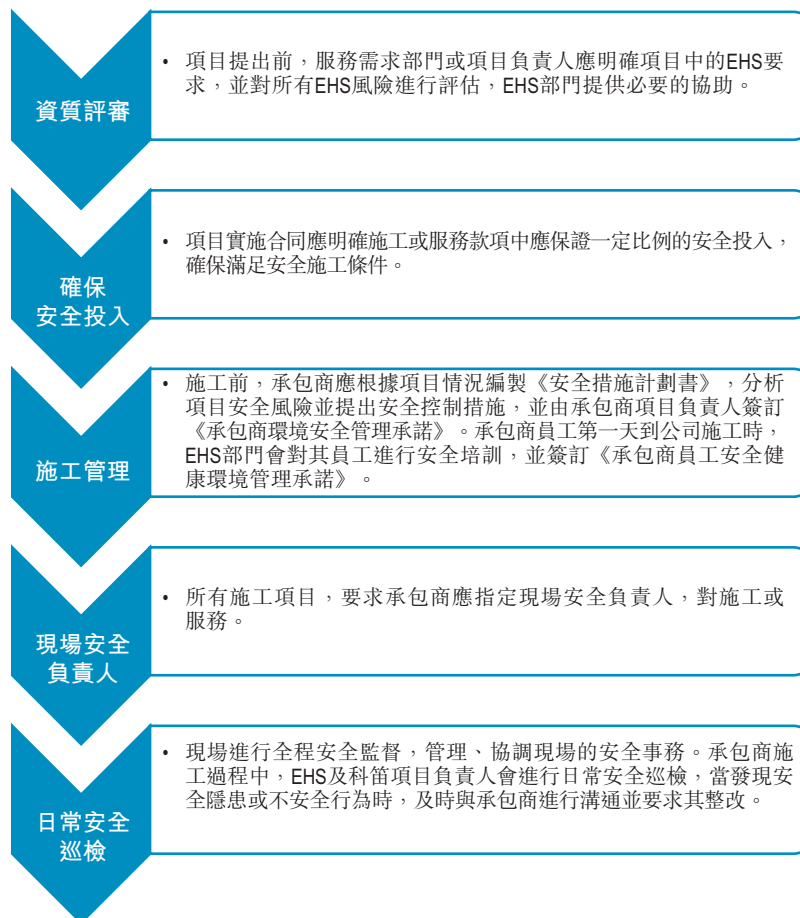 資質評審
• 項目提出前，服務需求部門或項目負責人應明確項目中的EHS要
求，並對所有EHS風險進行評估，EHS部門提供必要的協助。
確保
安全投入
• 項目實施合同應明確施工或服務款項中應保證一定比例的安全投入，
確保滿足安全施工條件。
施工管理
• 施工前，承包商應根據項目情況編製《安全措施計劃書》，分析
項目安全風險並提出安全控制措施，並由承包商項目負責人簽訂
《承包商環境安全管理承諾》。承包商員工第一天到公司施工時，
EHS部門會對其員工進行安全培訓，並簽訂《承包商員工安全健
康環境管理承諾》。
現場安全
負責人
• 所有施工項目，要求承包商應指定現場安全負責人，對施工或
服務。
日常安全
巡檢
• 現場進行全程安全監督，管理、協調現場的安全事務。承包商施
工過程中，EHS及科笛項目負責人會進行日常安全巡檢，當發現安
全隱患或不安全行為時，及時與承包商進行溝通並要求其整改。